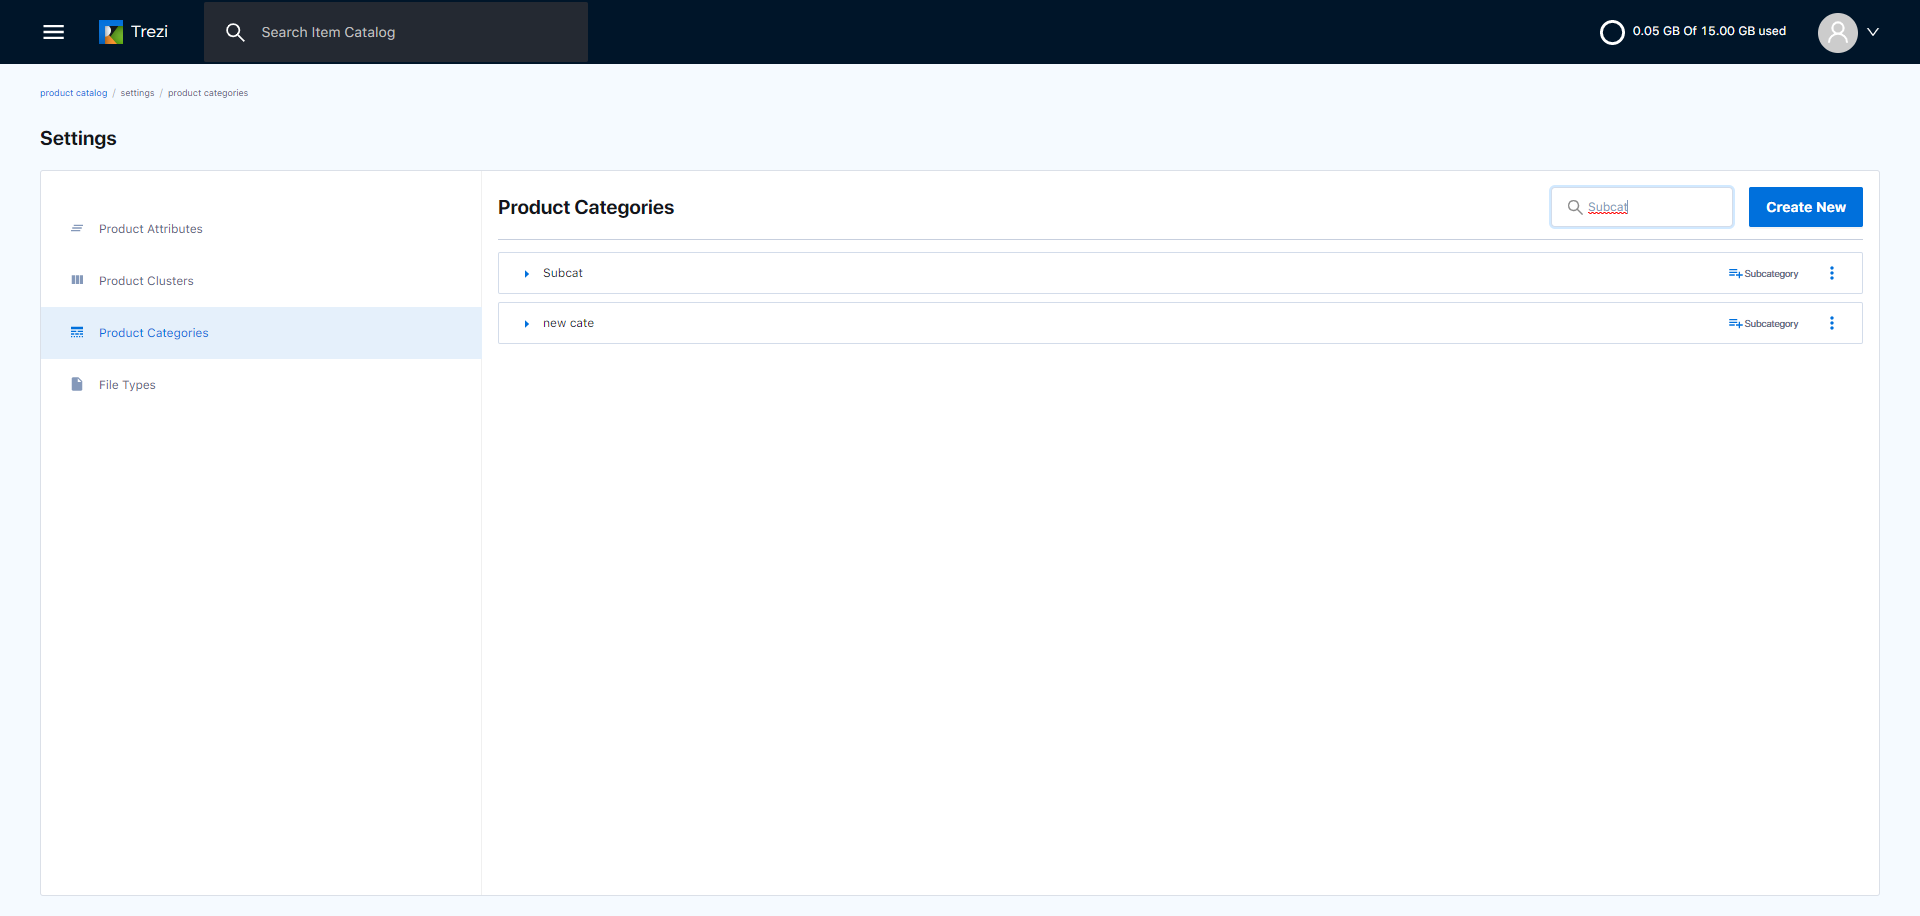 Trezi
Search Item Catalog
0.05 GB Of 15.00 GB used
product catalog / settings / product categories
Settings
Product Attributes
Product Clusters
Product Categories
File Types
Product Categories
Subcat
Create New
Subcat
Subcategory
new cate
Subcategory